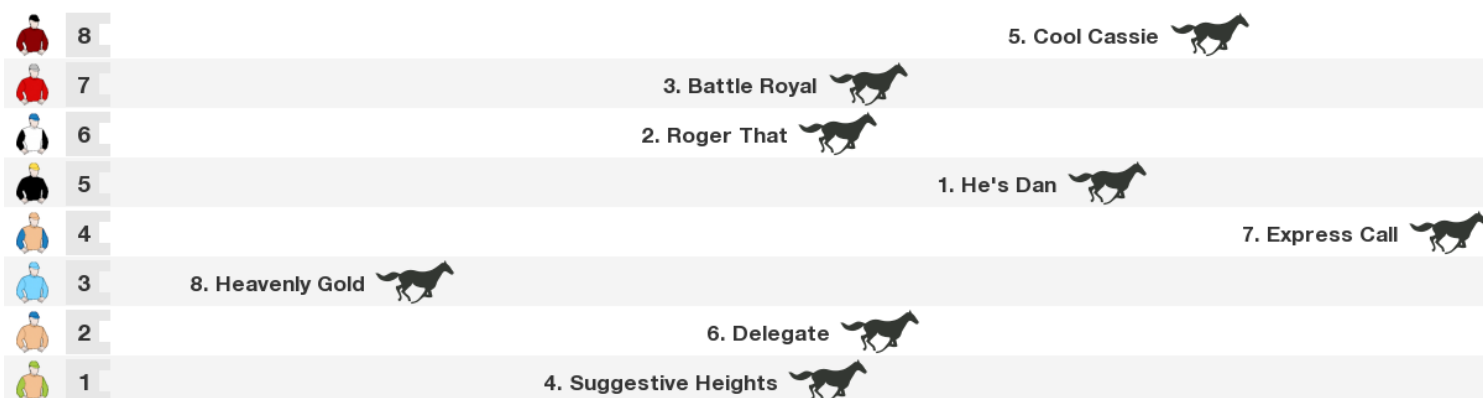 8 5. Cool Cassie
7 3. Battle Royal
6 2. Roger That
5 1. He's Dan
4 7. Express Call
3 8. Heavenly Gold
2 6. Delegate
1 4. Suggestive Heights